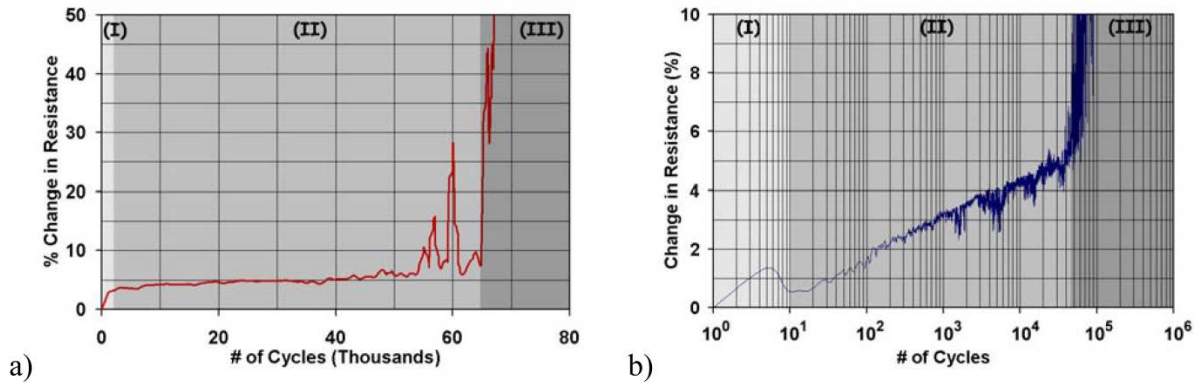 50
40
30
20
10
0
% Change in Resistance
(I)
(II)
(III)
0 20 40 60 80
# of Cycles (Thousands)
a)
10
8
6
4
2
0
Change in Resistance (%)
(I)
(II)
(III)
10^0 10^1 10^2 10^3 10^4 10^5 10^6
# of Cycles
b)